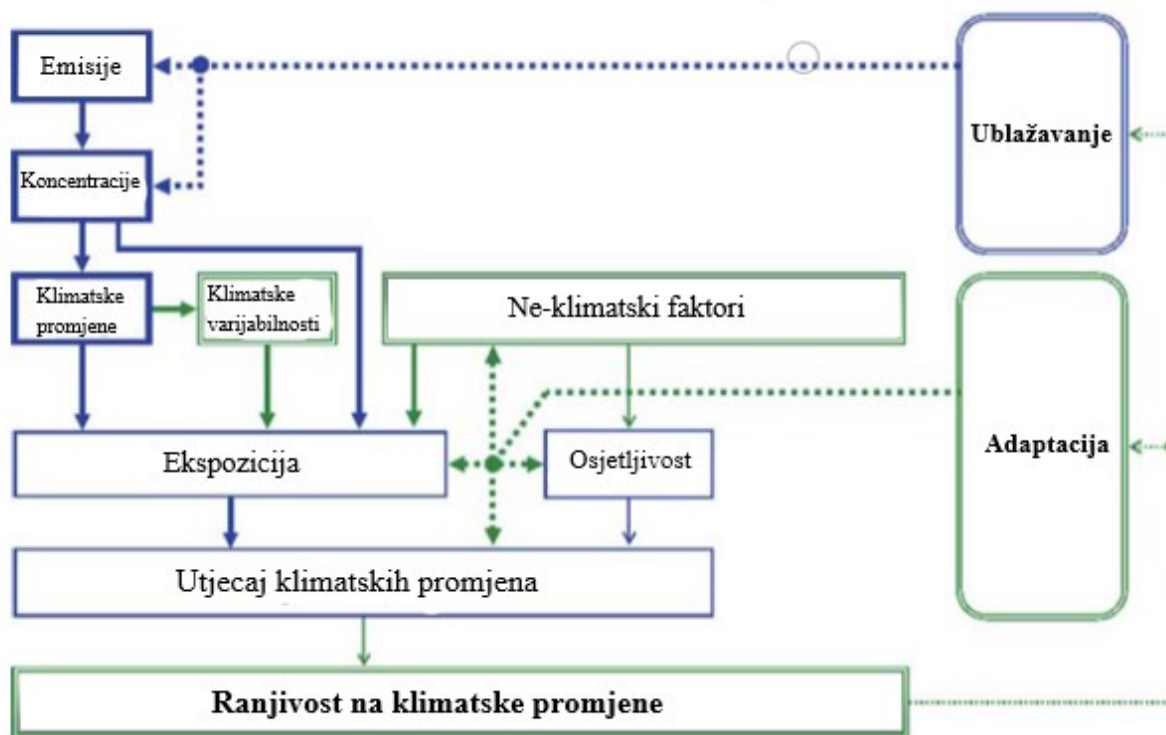 Emisije
Ublažavanje
Koncentracije
Klimatske
promjene
Klimatske
varijabilnosti
Ne-klimatski faktori
Ekspozicija
Osjetljivost
Adaptacija
Utjecaj klimatskih promjena
Ranjivost na klimatske promjene